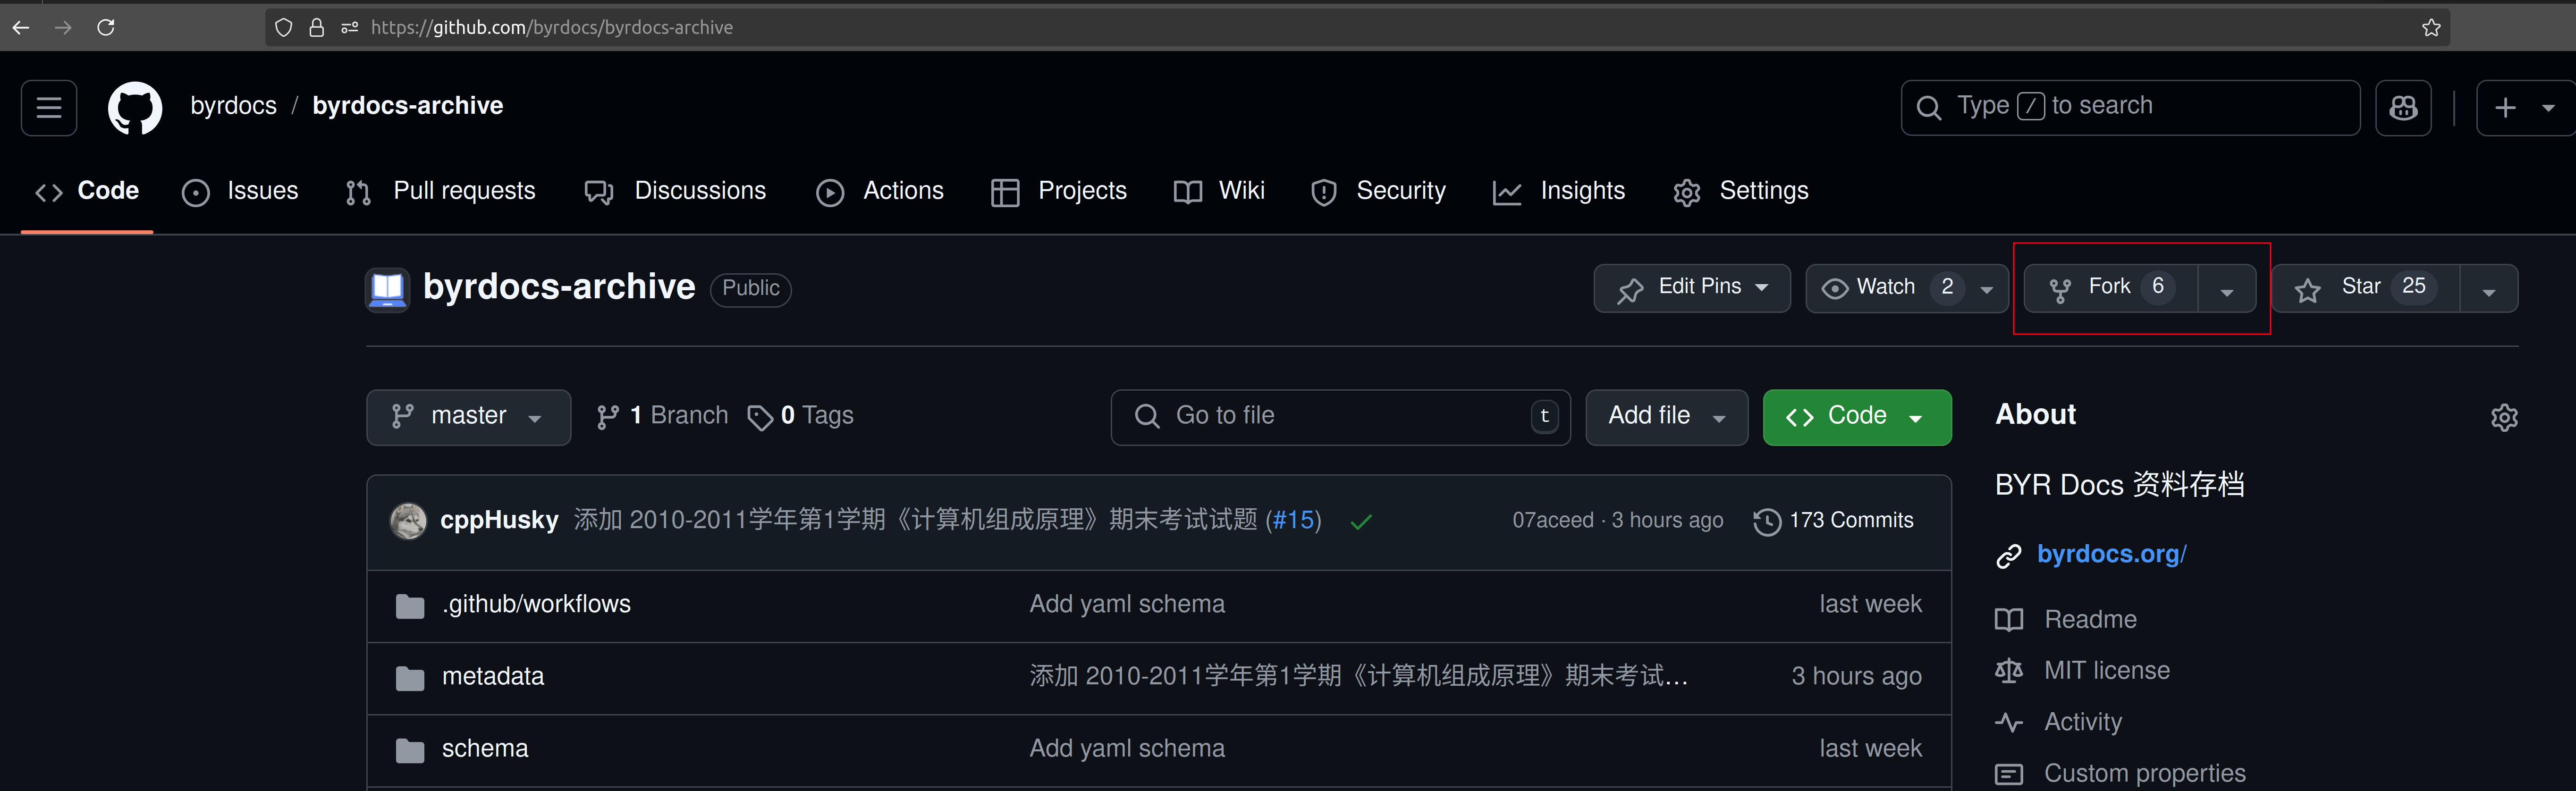 https://github.com/byrdocs/byrdocs-archive
byrdocs / byrdocs-archive
Type / to search
Code Issues Pull requests Discussions Actions Projects Wiki Security Insights Settings
byrdocs-archive Public
Edit Pins Watch 2 Fork 6 Star 25
master 1 Branch 0 Tags Go to file t Add file Code
About
BYR Docs 资料存档
cppHusky 添加 2010-2011学年第1学期《计算机组成原理》期末考试试题 (#15) 07aceed · 3 hours ago 173 Commits
byrdocs.org/
.github/workflows Add yaml schema last week
Readme
metadata 添加 2010-2011学年第1学期《计算机组成原理》期末考试… 3 hours ago
MIT license
Activity
schema Add yaml schema last week
Custom properties